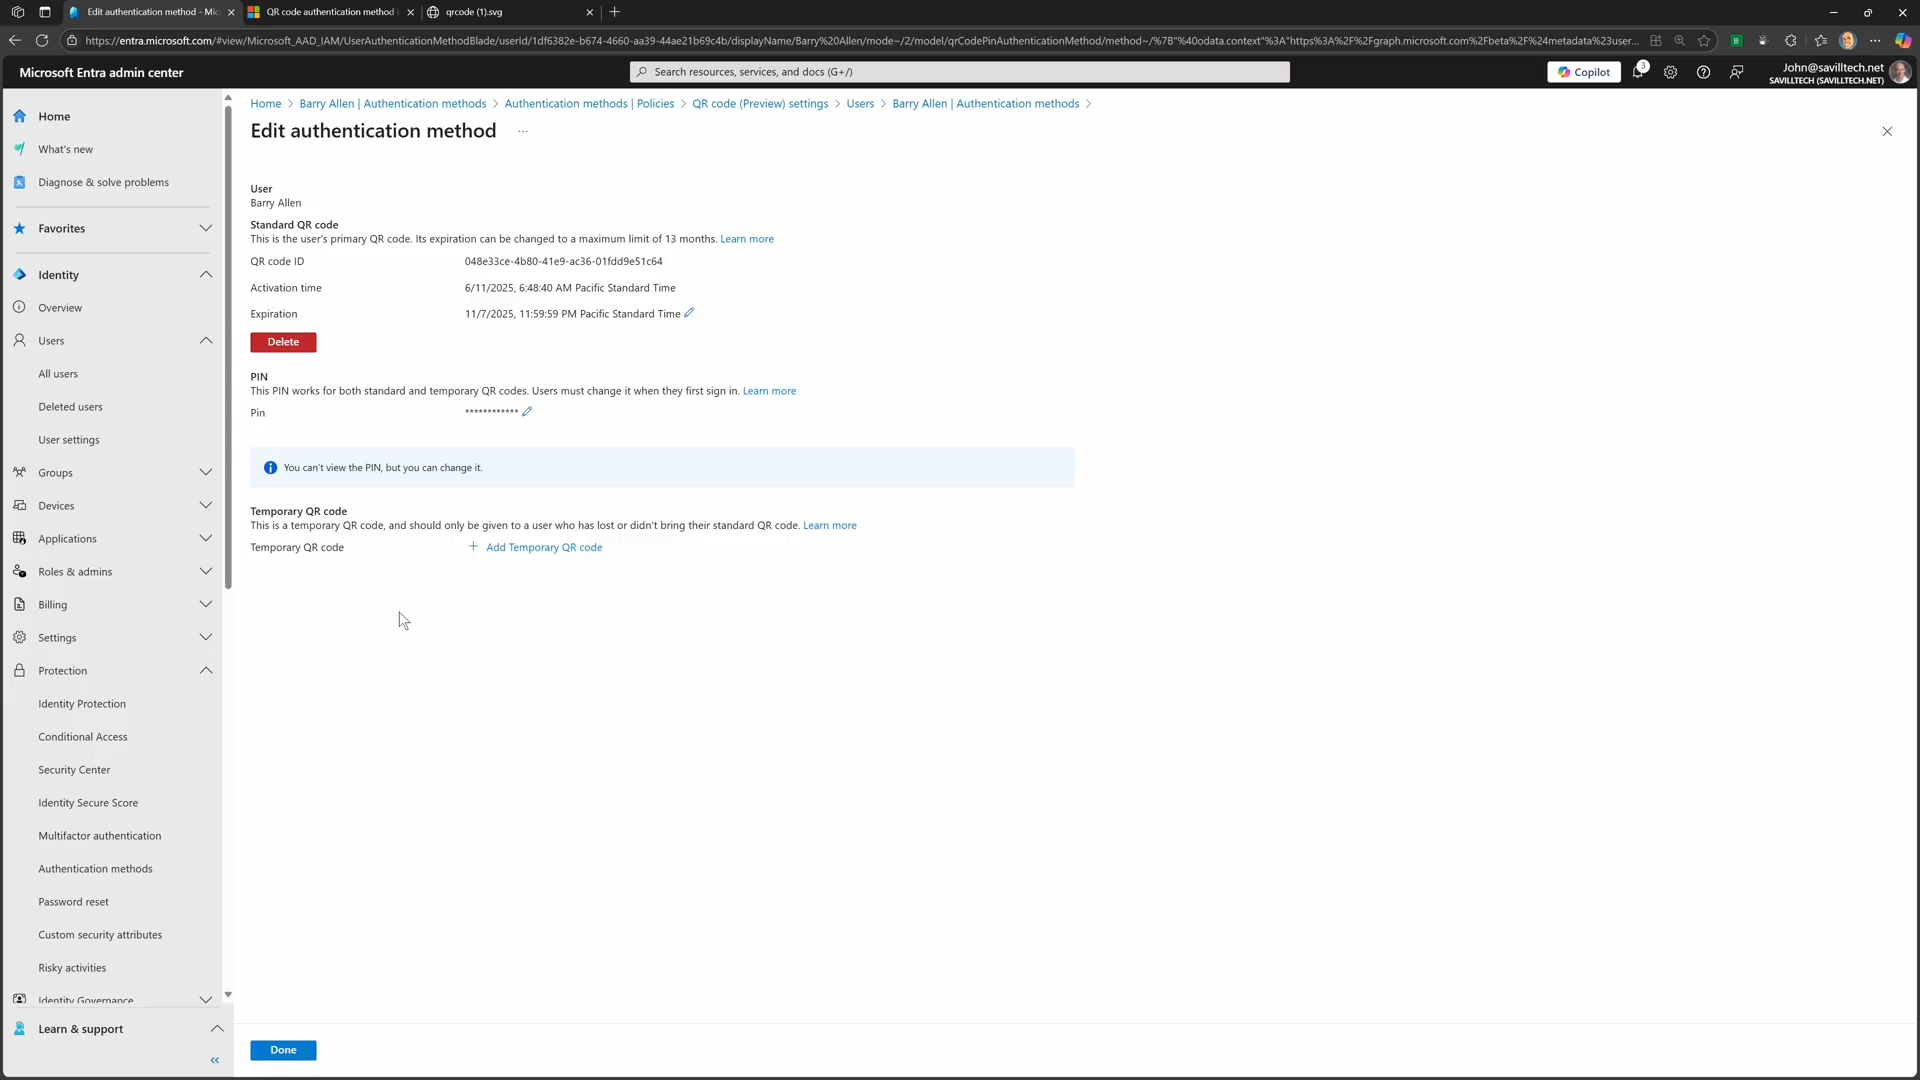 Edit authentication method - Mic
QR code authentication method
qrcode (1).svg
https://entra.microsoft.com/#view/Microsoft_AAD_IAM/UserAuthenticationMethodBlade/userId/1df6382e-b674-4660-aa39-44ae21b69c4b/displayName/Barry%20Allen/mode~/2/model/qrCodePinAuthenticationMethod/method~/%7B"%40odata.context"%3A"https%3A%2F%2Fgraph.microsoft.com%2Fbeta%2F%24metadata%23user...
Microsoft Entra admin center
Search resources, services, and docs (G+/)
Copilot
3
John@savilltech.net
SAVILLTECH (SAVILLTECH.NET)
Home
What's new
Diagnose & solve problems
Favorites
Identity
Overview
Users
All users
Deleted users
User settings
Groups
Devices
Applications
Roles & admins
Billing
Settings
Protection
Identity Protection
Conditional Access
Security Center
Identity Secure Score
Multifactor authentication
Authentication methods
Password reset
Custom security attributes
Risky activities
Identity Governance
Learn & support
Home > Barry Allen | Authentication methods > Authentication methods | Policies > QR code (Preview) settings > Users > Barry Allen | Authentication methods >
Edit authentication method ...
User
Barry Allen
Standard QR code
This is the user's primary QR code. Its expiration can be changed to a maximum limit of 13 months. Learn more
QR code ID 048e33ce-4b80-41e9-ac36-01fdd9e51c64
Activation time 6/11/2025, 6:48:40 AM Pacific Standard Time
Expiration 11/7/2025, 11:59:59 PM Pacific Standard Time
Delete
PIN
This PIN works for both standard and temporary QR codes. Users must change it when they first sign in. Learn more
Pin ************
You can't view the PIN, but you can change it.
Temporary QR code
This is a temporary QR code, and should only be given to a user who has lost or didn't bring their standard QR code. Learn more
Temporary QR code + Add Temporary QR code
Done